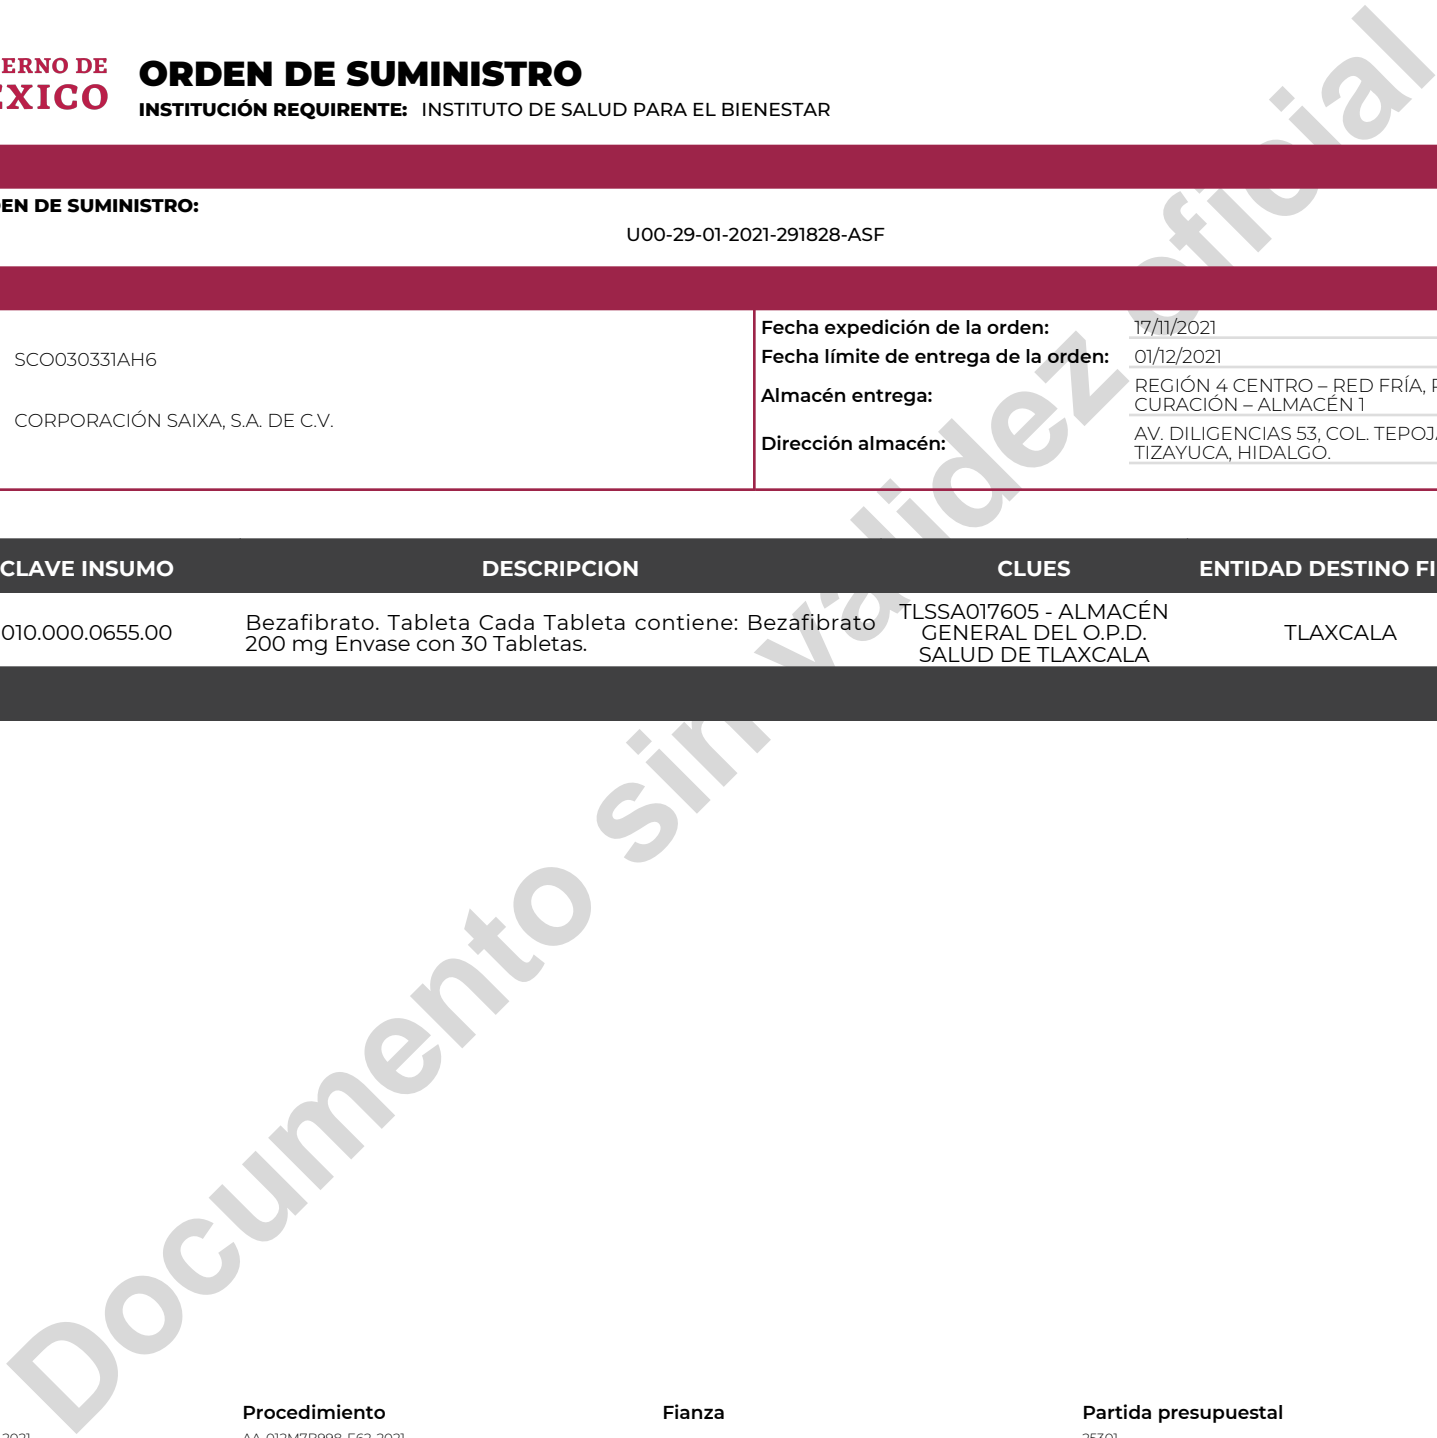 ERNO DE
ORDEN DE SUMINISTRO
EXICO
INSTITUCIÓN REQUIRENTE: INSTITUTO DE SALUD PARA EL BIENESTAR
EN DE SUMINISTRO:
U00-29-01-2021-291828-ASF
SCO030331AH6
CORPORACIÓN SAIXA, S.A. DE C.V.
Fecha expedición de la orden: 17/11/2021
Fecha límite de entrega de la orden: 01/12/2021
Almacén entrega: REGIÓN 4 CENTRO – RED FRÍA,
CURACIÓN – ALMACÉN 1
Dirección almacén: AV. DILIGENCIAS 53, COL. TEPOJA
TIZAYUCA, HIDALGO.
CLAVE INSUMO DESCRIPCION CLUES ENTIDAD DESTINO FI
010.000.0655.00
Bezafibrato. Tableta Cada Tableta contiene: Bezafibrato
200 mg Envase con 30 Tabletas.
TLSSA017605 - ALMACÉN
GENERAL DEL O.P.D.
SALUD DE TLAXCALA
TLAXCALA
Documento sin validez oficial
Procedimiento Fianza Partida presupuestal